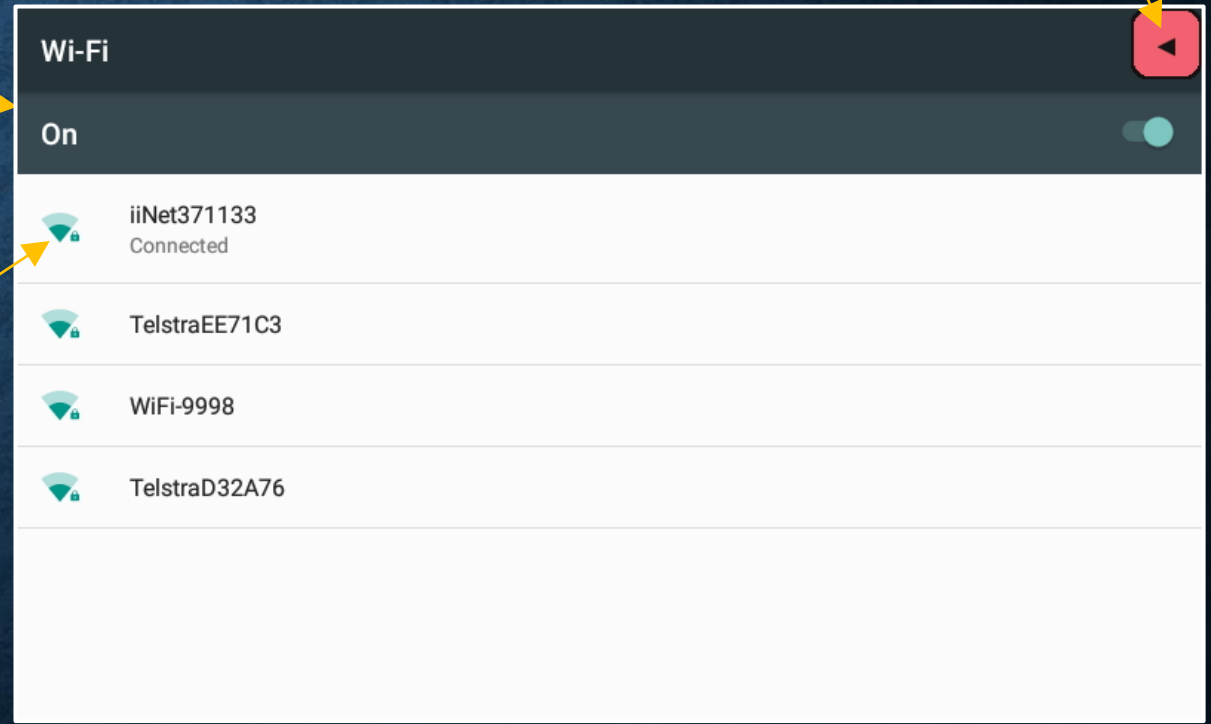 Wi-Fi
On
iiNet371133
Connected
TelstraEE71C3
WiFi-9998
TelstraD32A76